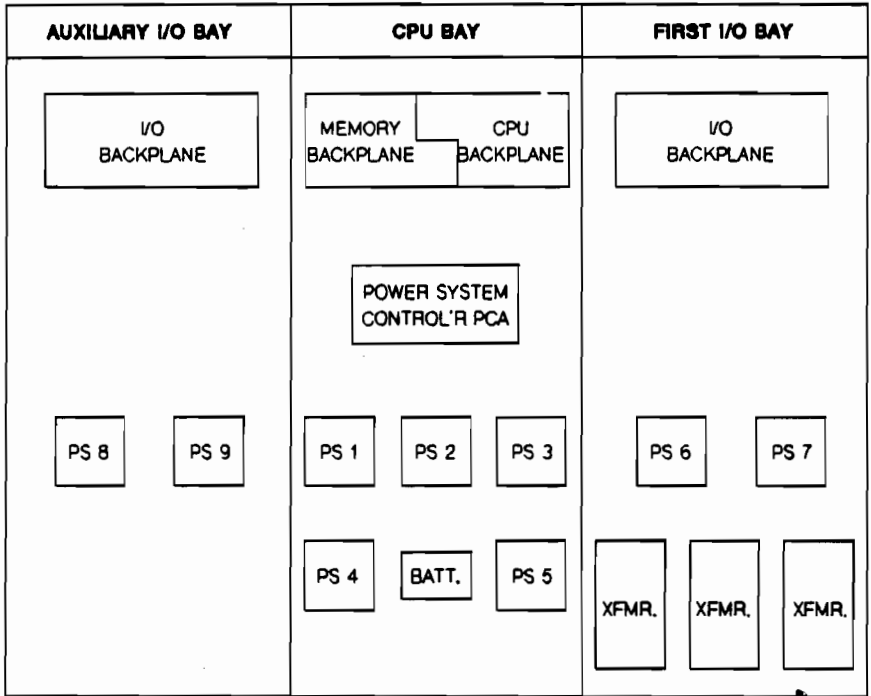 AUXILIARY I/O BAY
CPU BAY
FIRST I/O BAY
I/O
BACKPLANE
MEMORY
BACKPLANE
CPU
BACKPLANE
I/O
BACKPLANE
POWER SYSTEM
CONTROL'R PCA
PS 8
PS 9
PS 1
PS 2
PS 3
PS 6
PS 7
PS 4
BATT.
PS 5
XFMR.
XFMR.
XFMR.